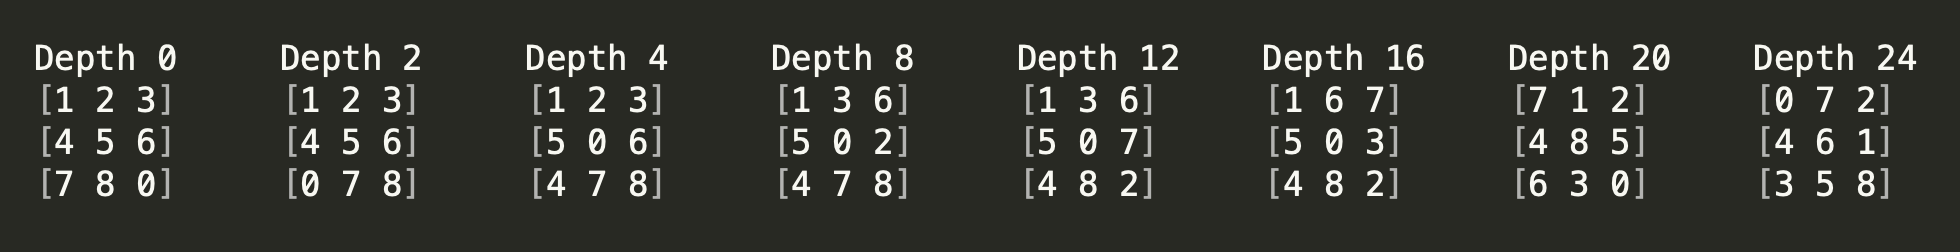 Depth 0 Depth 2 Depth 4 Depth 8 Depth 12 Depth 16 Depth 20 Depth 24
[1 2 3] [1 2 3] [1 2 3] [1 3 6] [1 3 6] [1 6 7] [7 1 2] [0 7 2]
[4 5 6] [4 5 6] [5 0 6] [5 0 2] [5 0 7] [5 0 3] [4 8 5] [4 6 1]
[7 8 0] [0 7 8] [4 7 8] [4 7 8] [4 8 2] [4 8 2] [6 3 0] [3 5 8]